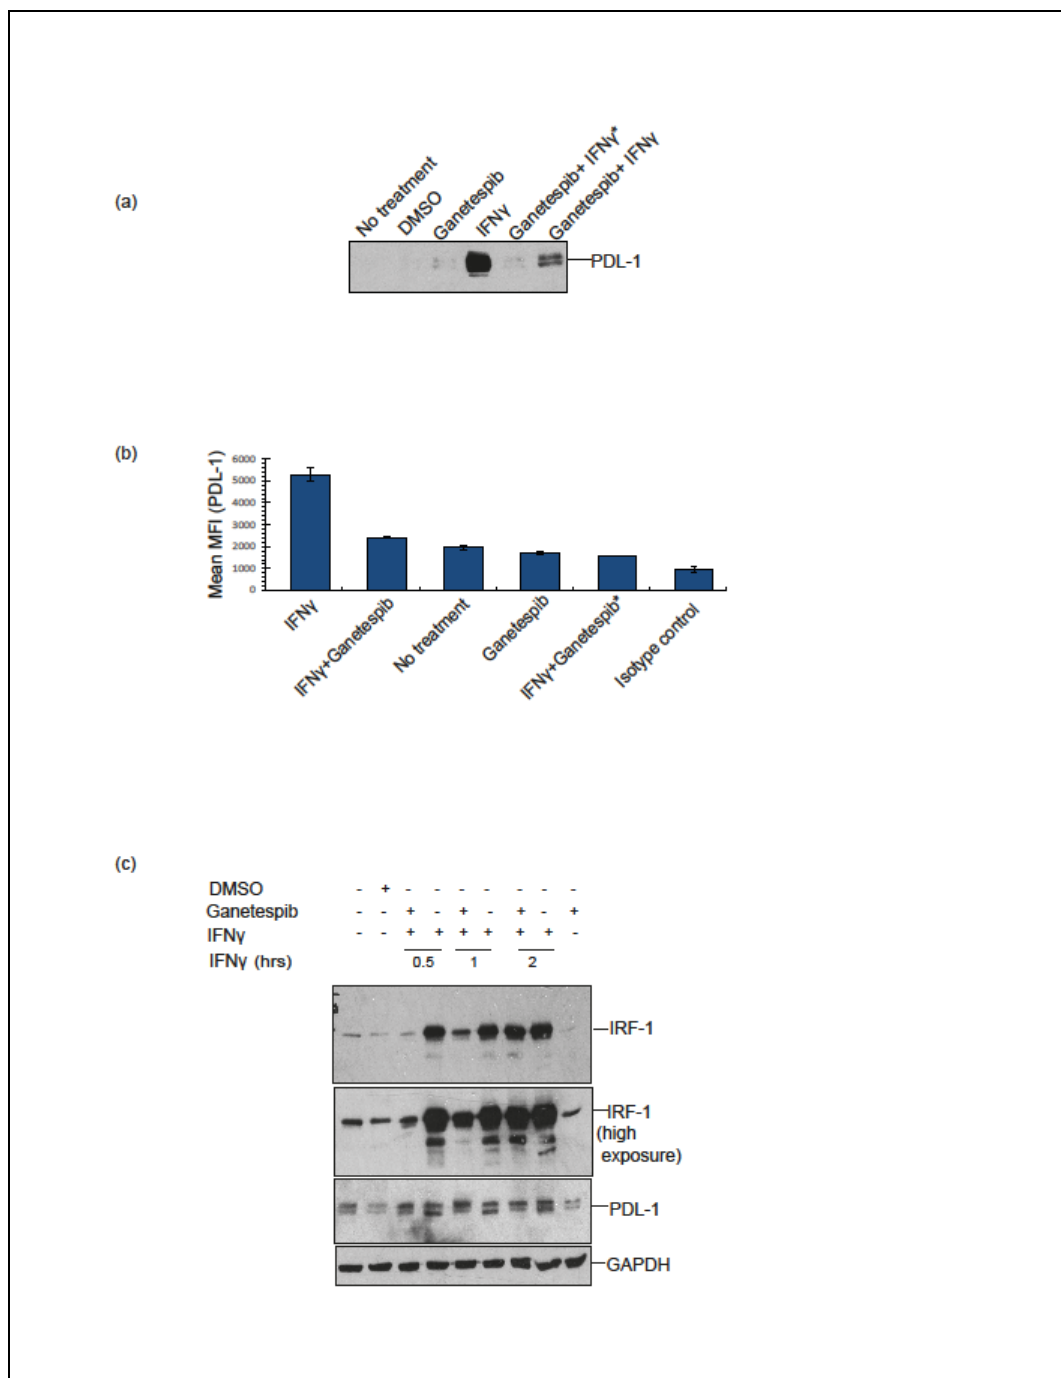 (a)
No treatment
DMSO
Ganetespib
IFNγ
Ganetespib+ IFNγ*
Ganetespib+ IFNγ
PDL-1
(b)
Mean MFI (PDL-1)
6000
5000
4000
3000
2000
1000
0
IFNγ
IFNγ+Ganetespib
No treatment
Ganetespib
IFNγ+Ganetespib*
Isotype control
(c)
DMSO - + - - - - - - -
Ganetespib - - + - + - + - +
IFNγ - - + + + + + + -
IFNγ (hrs) 0.5 1 2
IRF-1
IRF-1
(high
exposure)
PDL-1
GAPDH